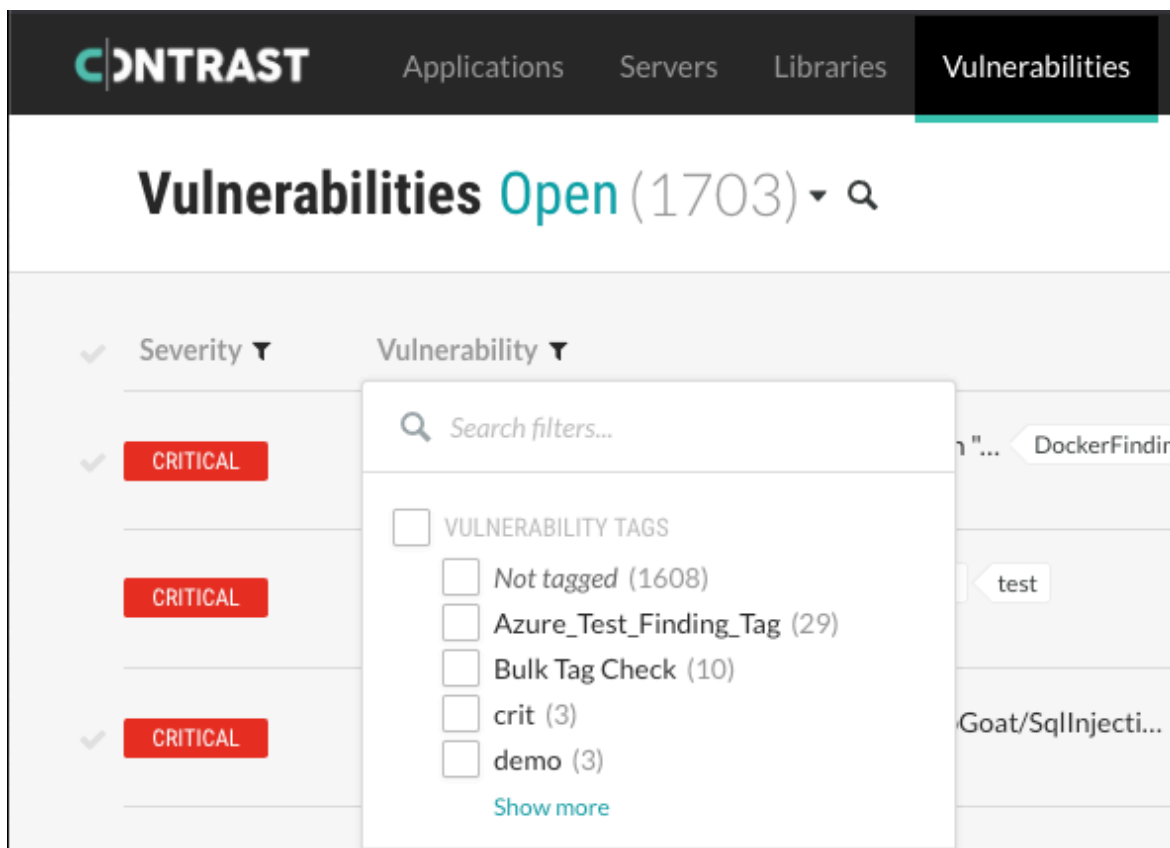 CONTRAST Applications Servers Libraries Vulnerabilities
Vulnerabilities Open (1703)
Severity Vulnerability
Search filters...
CRITICAL "... DockerFindin
VULNERABILITY TAGS
Not tagged (1608)
CRITICAL test
Azure_Test_Finding_Tag (29)
Bulk Tag Check (10)
crit (3)
CRITICAL Goat/SqlInjecti...
demo (3)
Show more